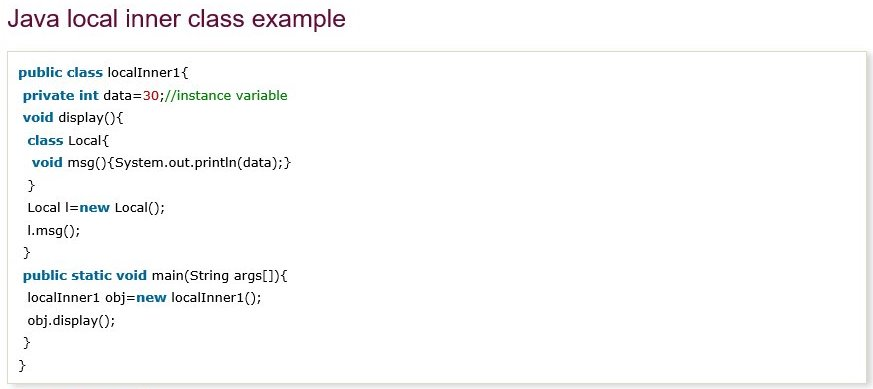 Java local inner class example
public class localInner1{
private int data=30;//instance variable
void display(){
class Local{
void msg(){System.out.println(data);}
}
Local l=new Local();
l.msg();
}
public static void main(String args[]){
localInner1 obj=new localInner1();
obj.display();
}
}